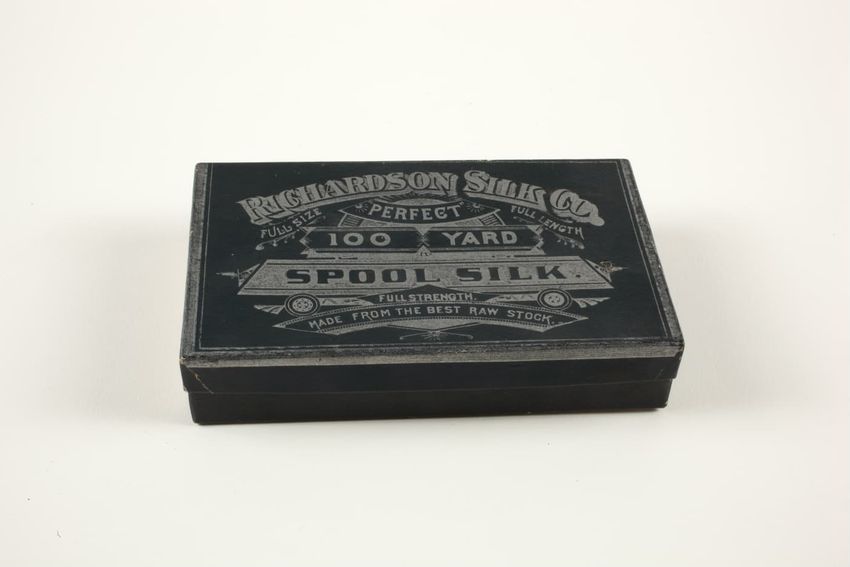 RICHARDSON SILK CO.
FULL SIZE PERFECT FULL LENGTH
100 YARD
SPOOL SILK.
FULL STRENGTH.
MADE FROM THE BEST RAW STOCK.